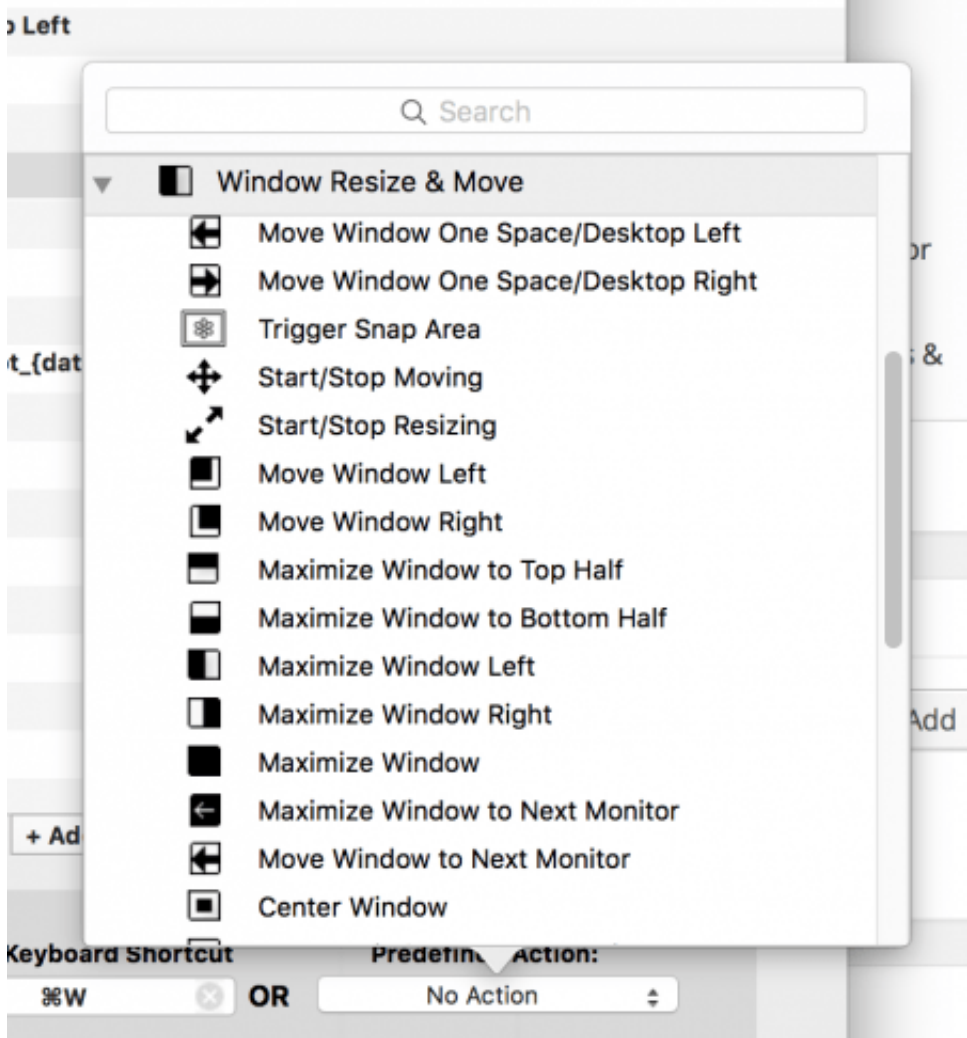 p Left
Search
Window Resize & Move
Move Window One Space/Desktop Left
Move Window One Space/Desktop Right
Trigger Snap Area
Start/Stop Moving
Start/Stop Resizing
Move Window Left
Move Window Right
Maximize Window to Top Half
Maximize Window to Bottom Half
Maximize Window Left
Maximize Window Right
Maximize Window
Maximize Window to Next Monitor
Move Window to Next Monitor
Center Window
or
t_{dat
s &
Add
+ Ad
Keyboard Shortcut
Action:
⌘W OR No Action